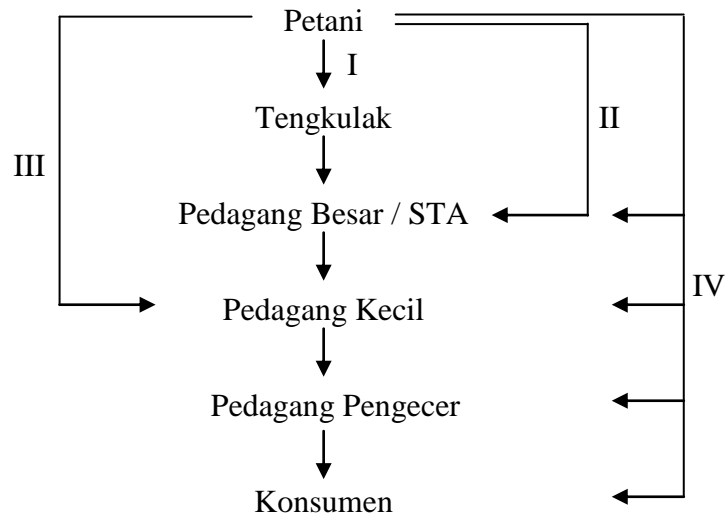 Petani
I
Tengkulak
II
III
Pedagang Besar / STA
IV
Pedagang Kecil
Pedagang Pengecer
Konsumen